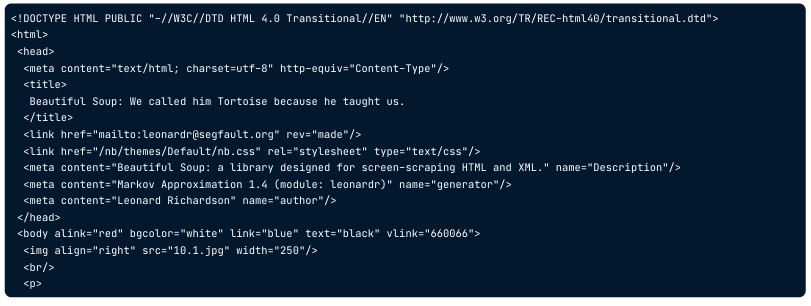 <!DOCTYPE HTML PUBLIC "-//W3C//DTD HTML 4.0 Transitional//EN" "http://www.w3.org/TR/REC-html40/transitional.dtd">
<html>
 <head>
  <meta content="text/html; charset=utf-8" http-equiv="Content-Type"/>
  <title>
   Beautiful Soup: We called him Tortoise because he taught us.
  </title>
  <link href="mailto:leonardr@segfault.org" rev="made"/>
  <link href="/nb/themes/Default/nb.css" rel="stylesheet" type="text/css"/>
  <meta content="Beautiful Soup: a library designed for screen-scraping HTML and XML." name="Description"/>
  <meta content="Markov Approximation 1.4 (module: leonardr)" name="generator"/>
  <meta content="Leonard Richardson" name="author"/>
 </head>
 <body alink="red" bgcolor="white" link="blue" text="black" vlink="660066">
  <img align="right" src="10.1.jpg" width="250"/>
  <br/>
  <p>